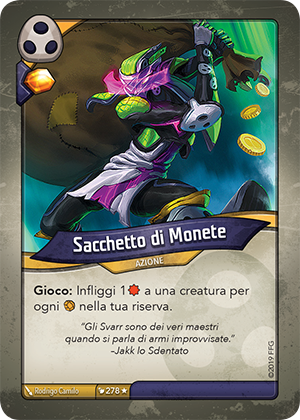 Sacchetto di Monete
AZIONE
Gioco: Infliggi 1 a una creatura per
ogni nella tua riserva.
"Gli Svarr sono dei veri maestri
quando si parla di armi improvvisate."
–Jakk lo Sdentato
©2019 FFG
Rodrigo Camilo
278